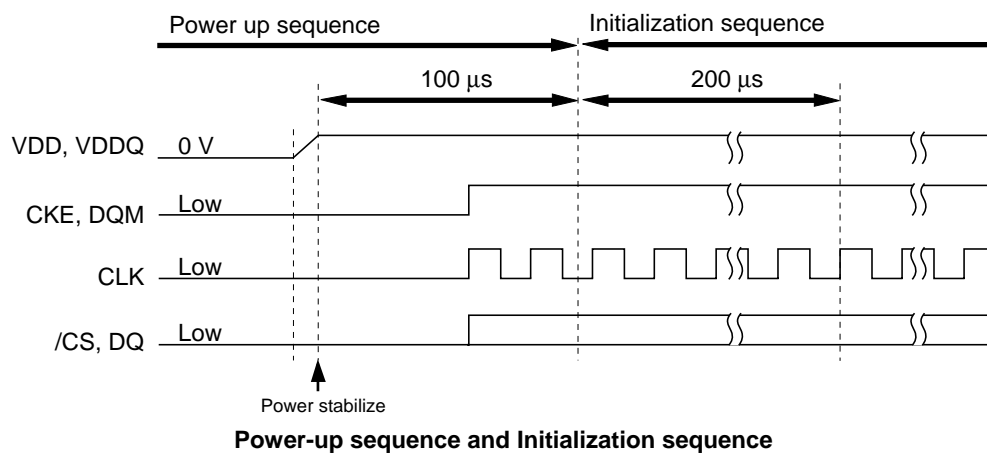 Power up sequence
Initialization sequence
100 μs
200 μs
VDD, VDDQ
0 V
CKE, DQM
Low
CLK
Low
/CS, DQ
Low
Power stabilize
Power-up sequence and Initialization sequence